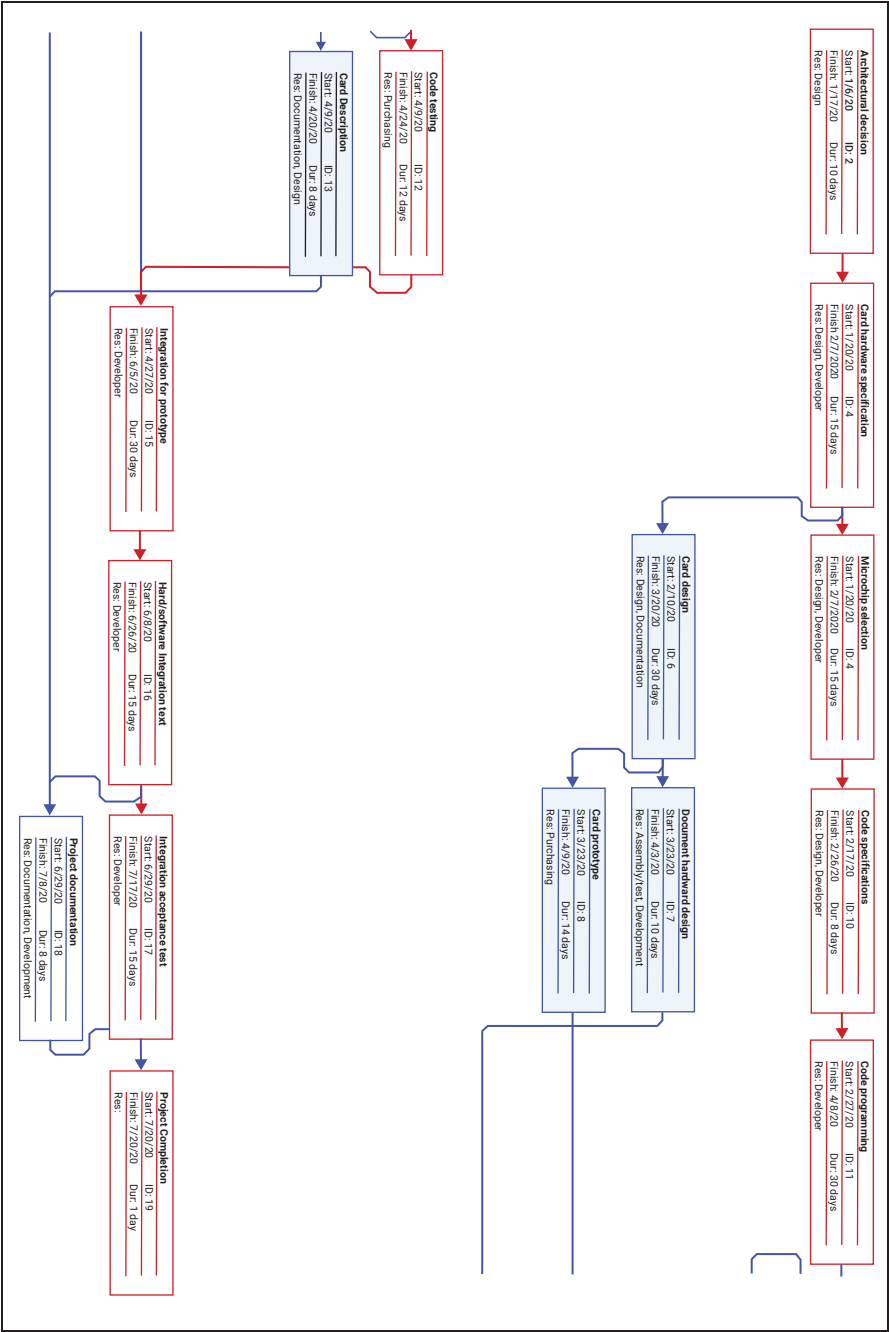 Architectural decision
Start: 1/6/20 ID: 2
Finish: 1/17/20 Dur: 10 days
Res: Design
Card hardware specification
Start: 1/20/20 ID: 4
Finish 2/7/2020 Dur: 15 days
Res: Design, Developer
Microchip selection
Start: 1/20/20 ID: 4
Finish: 2/7/2020 Dur: 15 days
Res: Design, Developer
Code specifications
Start: 2/17/20 ID: 10
Finish: 2/26/20 Dur: 8 days
Res: Design, Developer
Code programming
Start: 2/27/20 ID: 11
Finish: 4/8/20 Dur: 30 days
Res: Developer
Card design
Start: 2/10/20 ID: 6
Finish: 3/20/20 Dur: 30 days
Res: Design, Documentation
Document hardward design
Start: 3/23/20 ID: 7
Finish: 4/3/20 Dur: 10 days
Res: Assembly/test, Development
Card prototype
Start: 3/23/20 ID: 8
Finish: 4/9/20 Dur: 14 days
Res: Purchasing
Code testing
Start: 4/9/20 ID: 12
Finish: 4/24/20 Dur: 12 days
Res: Purchasing
Card Description
Start: 4/9/20 ID: 13
Finish: 4/20/20 Dur: 8 days
Res: Documentation, Design
Integration for prototype
Start: 4/27/20 ID: 15
Finish: 6/5/20 Dur: 30 days
Res: Developer
Hard/software Integration text
Start: 6/8/20 ID: 16
Finish: 6/26/20 Dur: 15 days
Res: Developer
Integration acceptance test
Start: 6/29/20 ID: 17
Finish: 7/17/20 Dur: 15 days
Res: Developer
Project Completion
Start: 7/20/20 ID: 19
Finish: 7/20/20 Dur: 1 day
Res:
Project documentation
Start: 6/29/20 ID: 18
Finish: 7/8/20 Dur: 8 days
Res: Documentation, Development